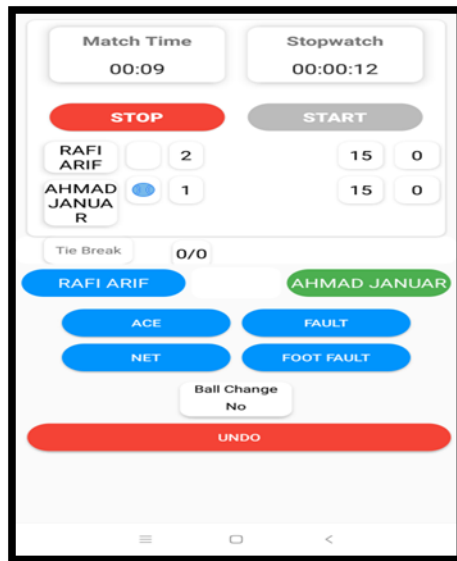 Match Time
Stopwatch
00:09
00:00:12
STOP
START
RAFI
ARIF
2
15
0
AHMAD
JANUA
R
1
15
0
Tie Break
0/0
RAFI ARIF
AHMAD JANUAR
ACE
FAULT
NET
FOOT FAULT
Ball Change
No
UNDO